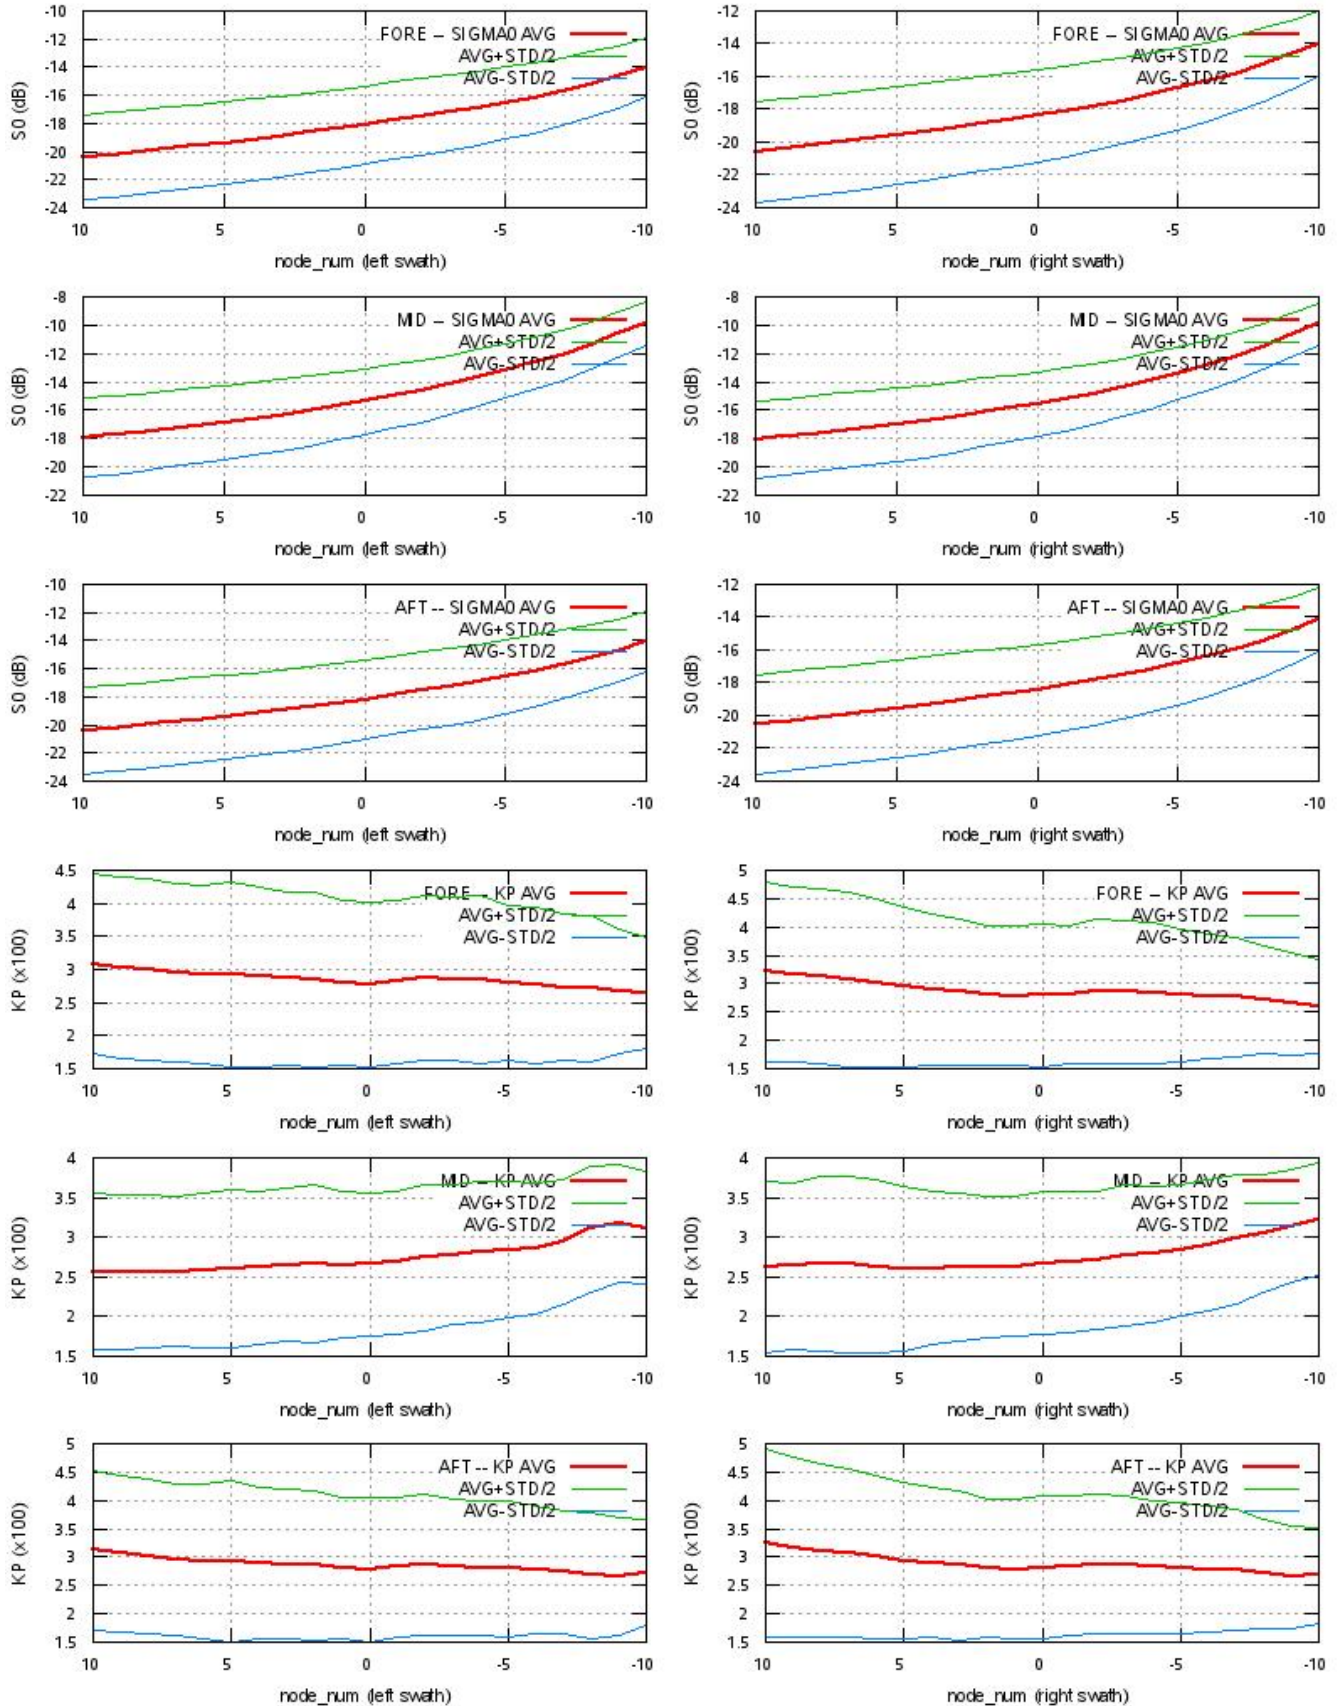 -10
-12
-14
-16
-18
-20
-22
-24
S0 (dB)
FORE -- SIGMA0 AVG
AVG+STD/2
AVG-STD/2
10 5 0 -5 -10
node_num (left swath)
-12
-14
-16
-18
-20
-22
-24
S0 (dB)
FORE -- SIGMA0 AVG
AVG+STD/2
AVG-STD/2
10 5 0 -5 -10
node_num (right swath)
-8
-10
-12
-14
-16
-18
-20
-22
S0 (dB)
MID -- SIGMA0 AVG
AVG+STD/2
AVG-STD/2
10 5 0 -5 -10
node_num (left swath)
-8
-10
-12
-14
-16
-18
-20
-22
S0 (dB)
MID -- SIGMA0 AVG
AVG+STD/2
AVG-STD/2
10 5 0 -5 -10
node_num (right swath)
-10
-12
-14
-16
-18
-20
-22
-24
S0 (dB)
AFT -- SIGMA0 AVG
AVG+STD/2
AVG-STD/2
10 5 0 -5 -10
node_num (left swath)
-12
-14
-16
-18
-20
-22
-24
S0 (dB)
AFT -- SIGMA0 AVG
AVG+STD/2
AVG-STD/2
10 5 0 -5 -10
node_num (right swath)
4.5
4
3.5
3
2.5
2
1.5
KP (x100)
FORE -- KP AVG
AVG+STD/2
AVG-STD/2
10 5 0 -5 -10
node_num (left swath)
5
4.5
4
3.5
3
2.5
2
1.5
KP (x100)
FORE -- KP AVG
AVG+STD/2
AVG-STD/2
10 5 0 -5 -10
node_num (right swath)
4
3.5
3
2.5
2
1.5
KP (x100)
MID -- KP AVG
AVG+STD/2
AVG-STD/2
10 5 0 -5 -10
node_num (left swath)
4
3.5
3
2.5
2
1.5
KP (x100)
MID -- KP AVG
AVG+STD/2
AVG-STD/2
10 5 0 -5 -10
node_num (right swath)
5
4.5
4
3.5
3
2.5
2
1.5
KP (x100)
AFT -- KP AVG
AVG+STD/2
AVG-STD/2
10 5 0 -5 -10
node_num (left swath)
5
4.5
4
3.5
3
2.5
2
1.5
KP (x100)
AFT -- KP AVG
AVG+STD/2
AVG-STD/2
10 5 0 -5 -10
node_num (right swath)